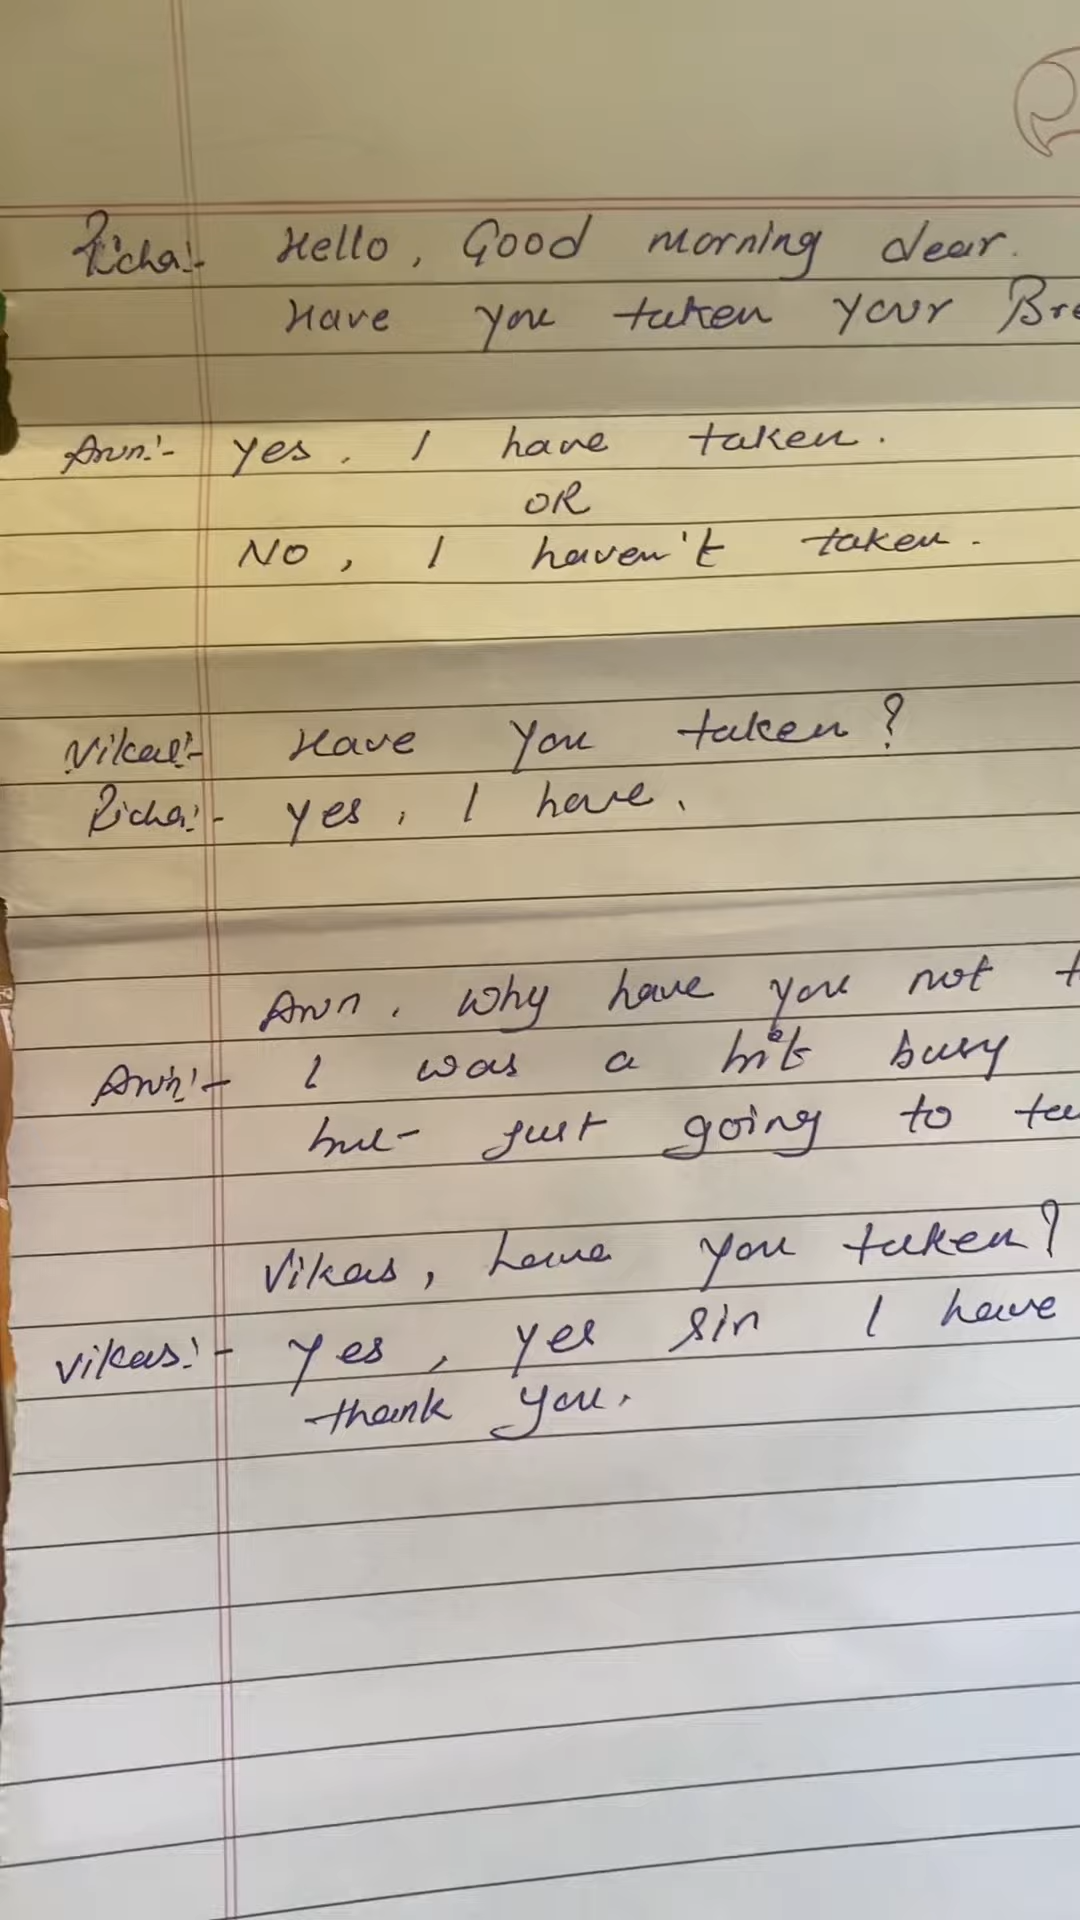 Richa:- Hello, Good morning dear.
Have you taken your Bre
Arun:- Yes, I have taken.
OR
NO, I haven't taken.
Vikas:- Have you taken?
Richa:- Yes, I have.
Arun, why have you not t
Arun:- I was a bit busy
but just going to ta
Vikas, have you taken?
Vikas:- Yes, yes sir I have
thank you.